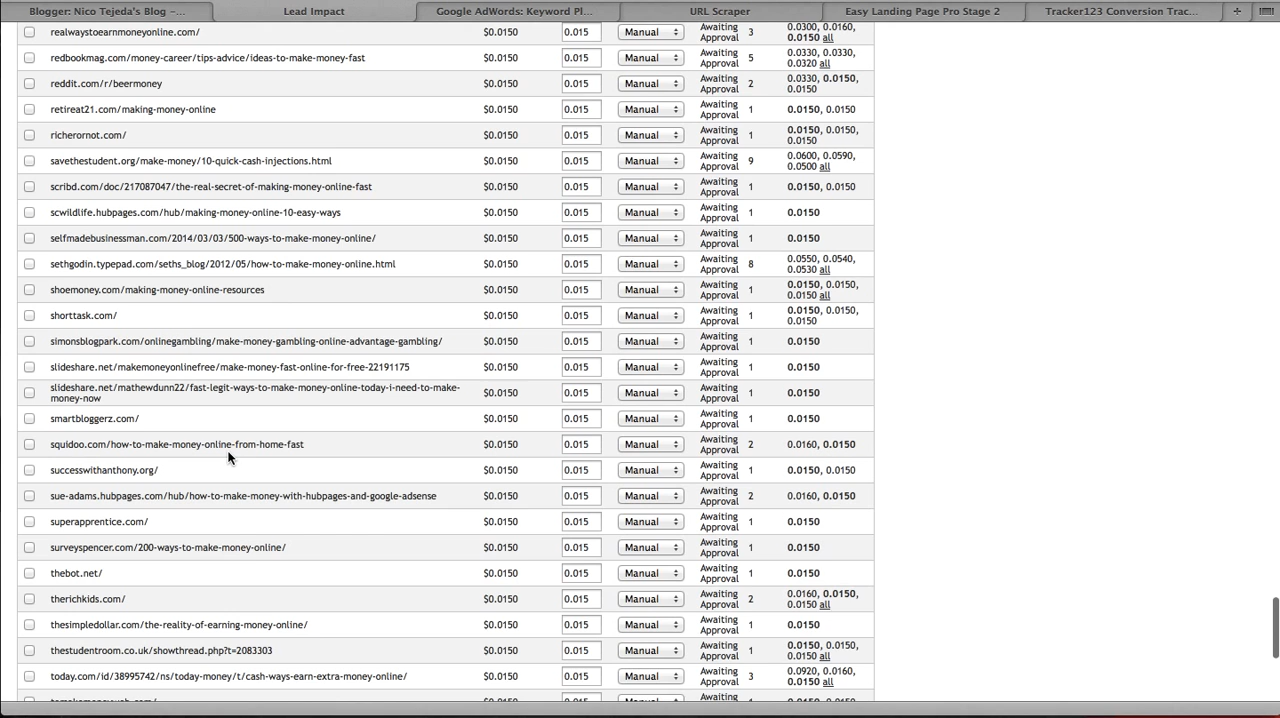 Blogger: Nico Tejeda's Blog -... Lead Impact Google AdWords: Keyword Pl... URL Scraper Easy Landing Page Pro Stage 2 Tracker123 Conversion Trac... +
realwaystoearnmoneyonline.com/ $0.0150 0.015 Manual Awaiting Approval 3 0.0300, 0.0160, 0.0150 all
redbookmag.com/money-career/tips-advice/ideas-to-make-money-fast $0.0150 0.015 Manual Awaiting Approval 5 0.0330, 0.0330, 0.0320 all
reddit.com/r/beermoney $0.0150 0.015 Manual Awaiting Approval 2 0.0330, 0.0150, 0.0150
retireat21.com/making-money-online $0.0150 0.015 Manual Awaiting Approval 1 0.0150, 0.0150
richerornot.com/ $0.0150 0.015 Manual Awaiting Approval 1 0.0150, 0.0150, 0.0150
savethestudent.org/make-money/10-quick-cash-injections.html $0.0150 0.015 Manual Awaiting Approval 9 0.0600, 0.0590, 0.0500 all
scribd.com/doc/217087047/the-real-secret-of-making-money-online-fast $0.0150 0.015 Manual Awaiting Approval 1 0.0150, 0.0150
scwildlife.hubpages.com/hub/making-money-online-10-easy-ways $0.0150 0.015 Manual Awaiting Approval 1 0.0150
selfmadebusinessman.com/2014/03/03/500-ways-to-make-money-online/ $0.0150 0.015 Manual Awaiting Approval 1 0.0150
sethgodin.typepad.com/seths_blog/2012/05/how-to-make-money-online.html $0.0150 0.015 Manual Awaiting Approval 8 0.0550, 0.0540, 0.0530 all
shoemoney.com/making-money-online-resources $0.0150 0.015 Manual Awaiting Approval 1 0.0150, 0.0150, 0.0150 all
shorttask.com/ $0.0150 0.015 Manual Awaiting Approval 1 0.0150, 0.0150, 0.0150
simonsblogpark.com/onlinegambling/make-money-gambling-online-advantage-gambling/ $0.0150 0.015 Manual Awaiting Approval 1 0.0150
slideshare.net/makemoneyonlinefree/make-money-fast-online-for-free-22191175 $0.0150 0.015 Manual Awaiting Approval 1 0.0150
slideshare.net/mathewdunn22/fast-legit-ways-to-make-money-online-today-i-need-to-make-money-now $0.0150 0.015 Manual Awaiting Approval 1 0.0150
smartbloggerz.com/ $0.0150 0.015 Manual Awaiting Approval 1 0.0150
squidoo.com/how-to-make-money-online-from-home-fast $0.0150 0.015 Manual Awaiting Approval 2 0.0160, 0.0150
successwithanthony.org/ $0.0150 0.015 Manual Awaiting Approval 1 0.0150, 0.0150
sue-adams.hubpages.com/hub/how-to-make-money-with-hubpages-and-google-adsense $0.0150 0.015 Manual Awaiting Approval 2 0.0160, 0.0150
superapprentice.com/ $0.0150 0.015 Manual Awaiting Approval 1 0.0150
surveyspencer.com/200-ways-to-make-money-online/ $0.0150 0.015 Manual Awaiting Approval 1 0.0150
thebot.net/ $0.0150 0.015 Manual Awaiting Approval 1 0.0150
therichkids.com/ $0.0150 0.015 Manual Awaiting Approval 2 0.0160, 0.0150, 0.0150 all
thesimpledollar.com/the-reality-of-earning-money-online/ $0.0150 0.015 Manual Awaiting Approval 1 0.0150
thestudentroom.co.uk/showthread.php?t=2083303 $0.0150 0.015 Manual Awaiting Approval 1 0.0150, 0.0150, 0.0150 all
today.com/id/38995742/ns/today-money/t/cash-ways-earn-extra-money-online/ $0.0150 0.015 Manual Awaiting Approval 3 0.0920, 0.0160, 0.0150 all
Awaiting